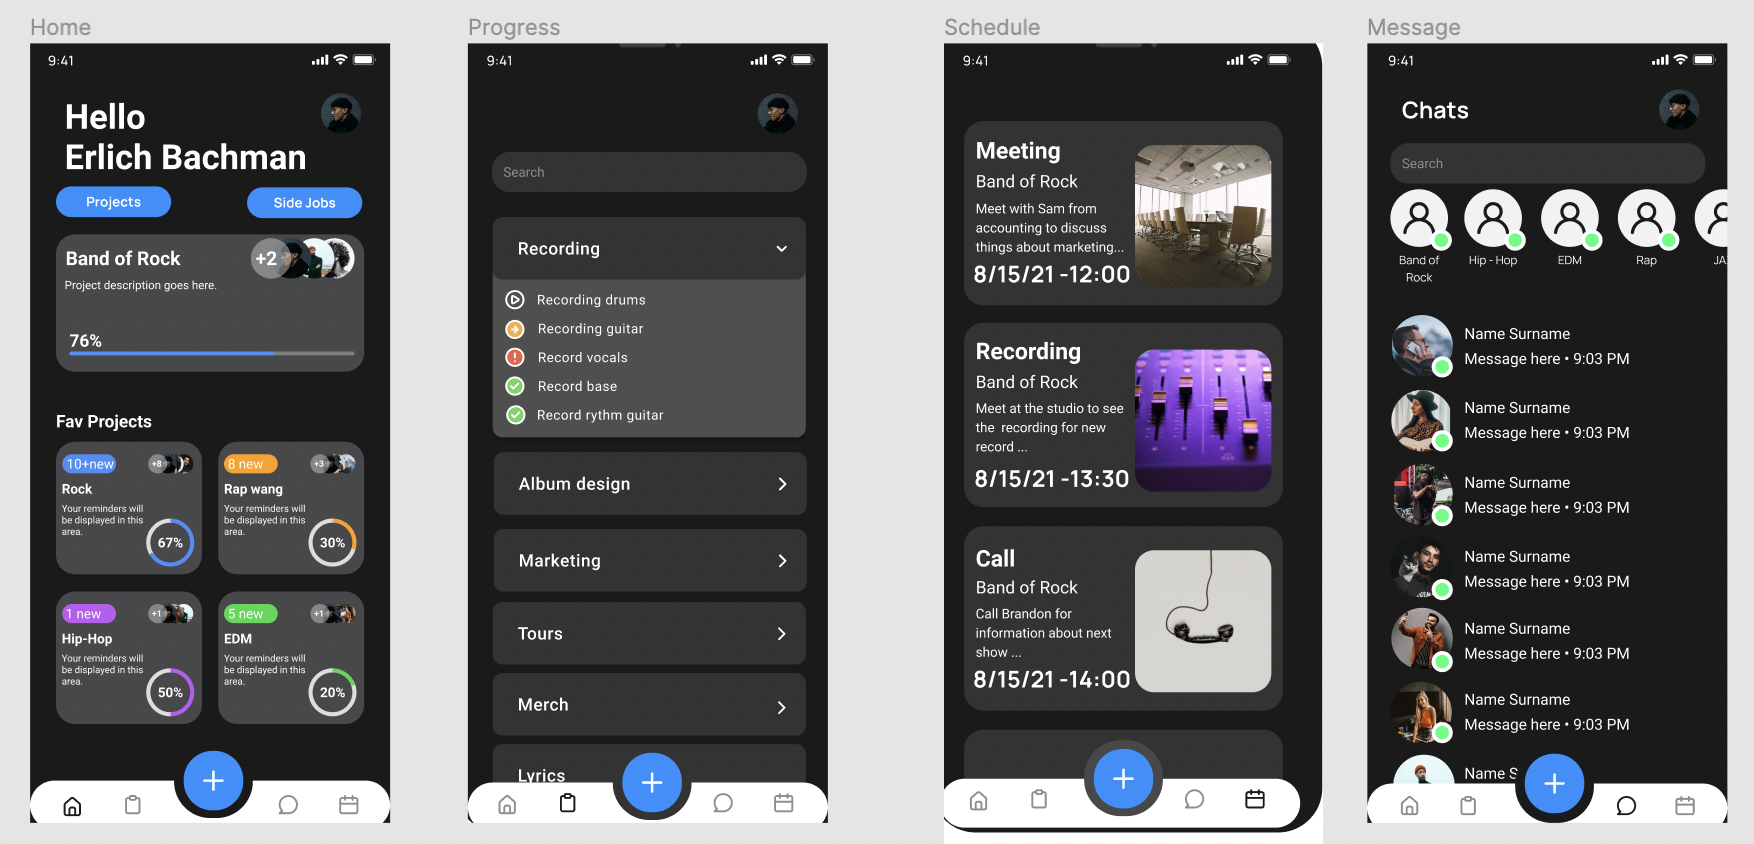 Home
9:41
Hello
Erlich Bachman
Projects
Side Jobs
Band of Rock
+2
Project description goes here.
76%
Fav Projects
10+new
+8
Rock
Your reminders will
be displayed in this
area.
67%
8 new
+3
Rap wang
Your reminders will
be displayed in this
area.
30%
1 new
+1
Hip-Hop
Your reminders will
be displayed in this
area.
50%
5 new
+1
EDM
Your reminders will
be displayed in this
area.
20%
Progress
9:41
Search
Recording
Recording drums
Recording guitar
Record vocals
Record base
Record rythm guitar
Album design
Marketing
Tours
Merch
Lyrics
Schedule
9:41
Meeting
Band of Rock
Meet with Sam from
accounting to discuss
things about marketing...
8/15/21 -12:00
Recording
Band of Rock
Meet at the studio to see
the recording for new
record ...
8/15/21 -13:30
Call
Band of Rock
Call Brandon for
information about next
show ...
8/15/21 -14:00
Message
9:41
Chats
Search
Band of
Rock
Hip - Hop
EDM
Rap
JA
Name Surname
Message here • 9:03 PM
Name Surname
Message here • 9:03 PM
Name Surname
Message here • 9:03 PM
Name Surname
Message here • 9:03 PM
Name Surname
Message here • 9:03 PM
Name Surname
Message here • 9:03 PM
Name S